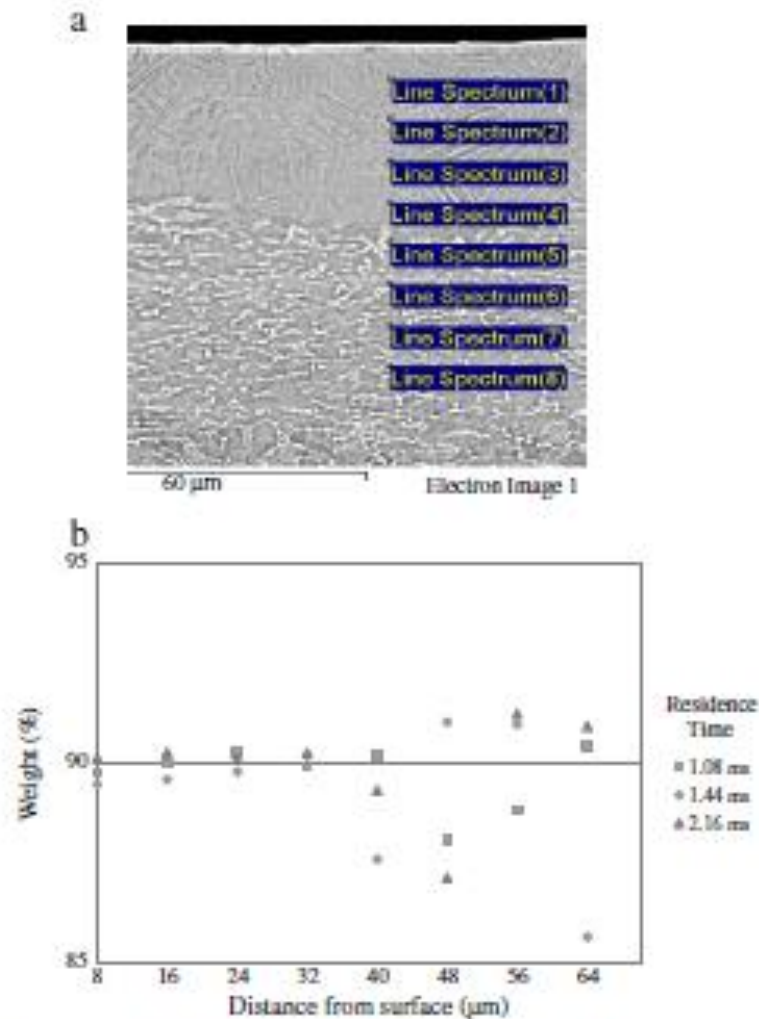 a
Line Spectrum(1)
Line Spectrum(2)
Line Spectrum(3)
Line Spectrum(4)
Line Spectrum(5)
Line Spectrum(6)
Line Spectrum(7)
Line Spectrum(8)
60 μm
Electron Image 1
b
95
90
85
Weight (%)
8 16 24 32 40 48 56 64
Distance from surface (μm)
Residence
Time
1.08 ms
1.44 ms
2.16 ms